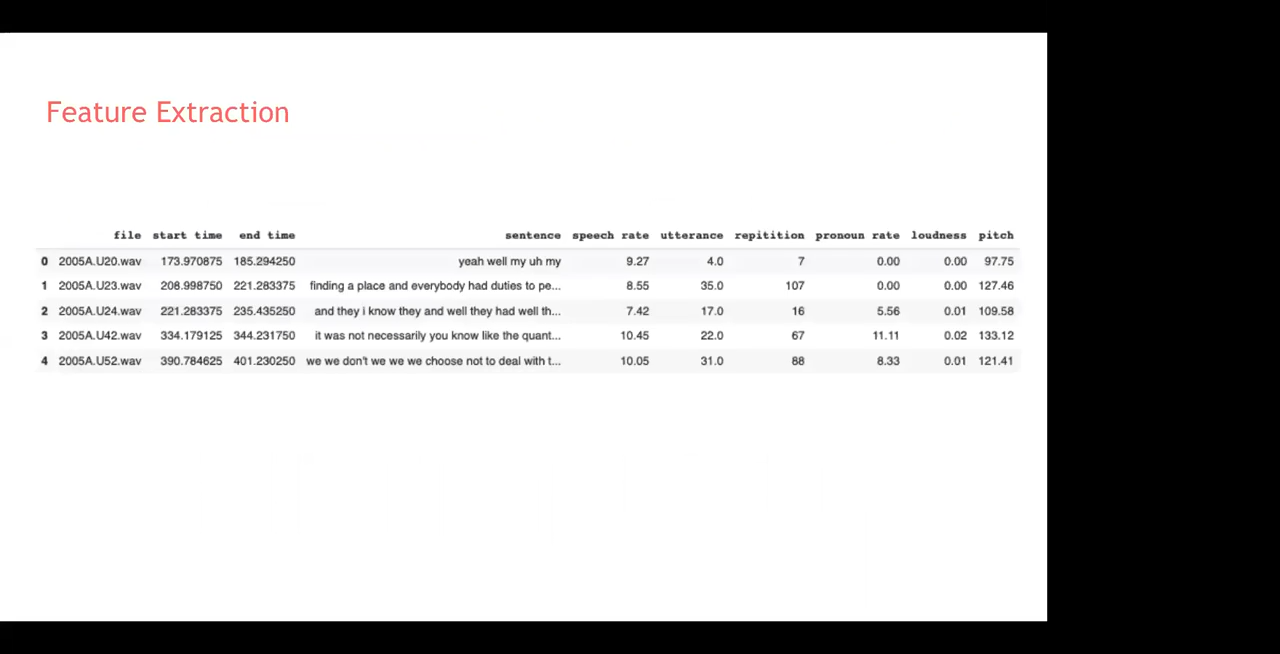 Feature Extraction
file start time end time sentence speech rate utterance repitition pronoun rate loudness pitch
0 2005A.U20.wav 173.970875 185.294250 yeah well my uh my 9.27 4.0 7 0.00 0.00 97.75
1 2005A.U23.wav 208.998750 221.283375 finding a place and everybody had duties to pe... 8.55 35.0 107 0.00 0.00 127.46
2 2005A.U24.wav 221.283375 235.435250 and they i know they and well they had well th... 7.42 17.0 16 5.56 0.01 109.58
3 2005A.U42.wav 334.179125 344.231750 it was not necessarily you know like the quant... 10.45 22.0 67 11.11 0.02 133.12
4 2005A.U52.wav 390.784625 401.230250 we we don't we we we choose not to deal with t... 10.05 31.0 88 8.33 0.01 121.41